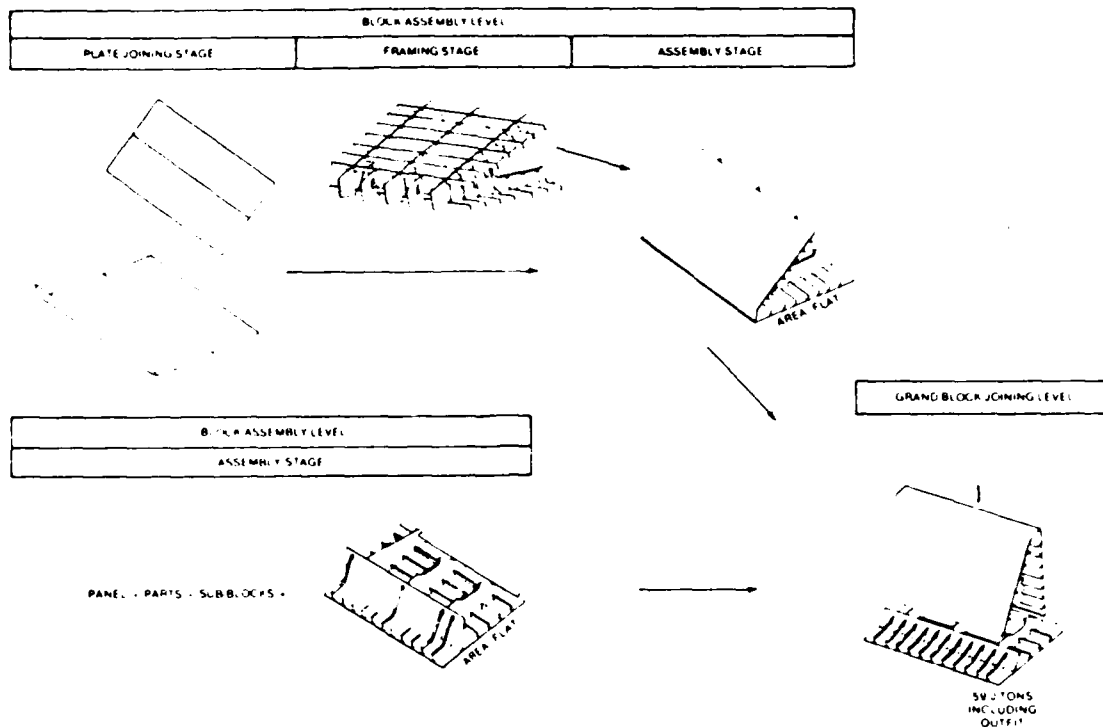 BLOCK ASSEMBLY LEVEL
PLATE JOINING STAGE
FRAMING STAGE
ASSEMBLY STAGE
AREA FLAT
GRAND BLOCK JOINING LEVEL
BLOCK ASSEMBLY LEVEL
ASSEMBLY STAGE
PANEL + PARTS + SUB BLOCKS =
AREA FLAT
TONS
INCLUDING
OUTFIT